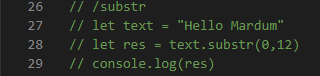 26 // /substr
27 // let text = "Hello Mardum"
28 // let res = text.substr(0,12)
29 // console.log(res)